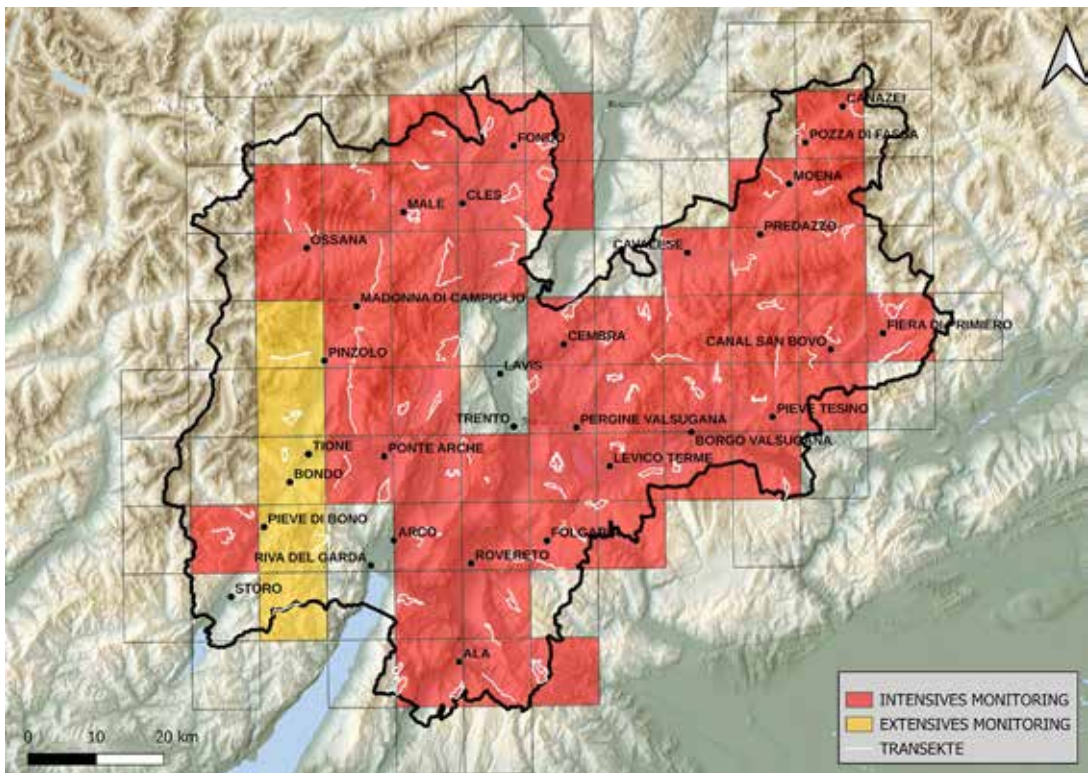 CANAZEI
POZZA DI FASSA
FONDO
MOENA
MALE
CLES
PREDAZZO
OSSANA
CAVALESE
MADONNA DI CAMPIGLIO
FIERA DI PRIMIERO
CEMBRA
CANAL SAN BOVO
PINZOLO
LAVIS
PIEVE TESINO
TRENTO
PERGINE VALSUGANA
BORGO VALSUGANA
TIONE
PONTE ARCHE
LEVICO TERME
BONDO
PIEVE DI BONO
ARCO
FOLGARIA
RIVA DEL GARDA
ROVERETO
STORO
ALA
INTENSIVES MONITORING
EXTENSIVES MONITORING
TRANSEKTE
0 10 20 km